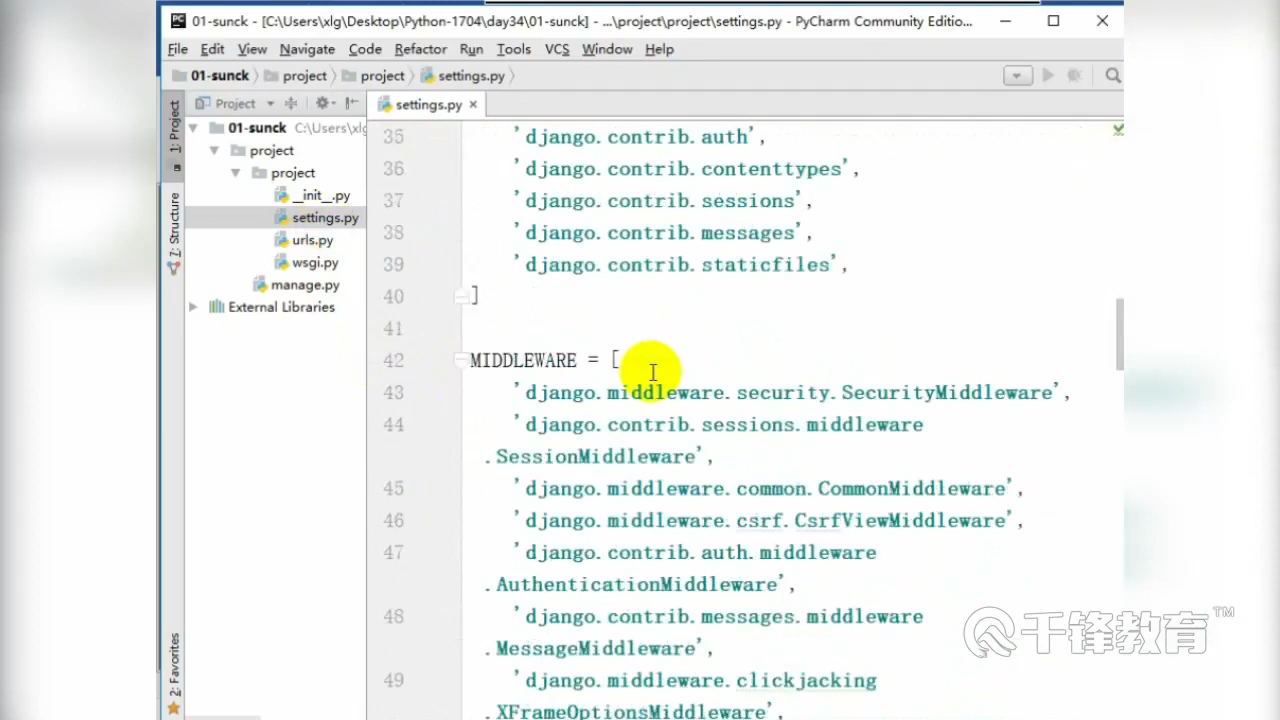 PC 01-sunck - [C:\Users\xlg\Desktop\Python-1704\day34\01-sunck] - ...\project\project\settings.py - PyCharm Community Editio...
File Edit View Navigate Code Refactor Run Tools VCS Window Help
01-sunck project project settings.py
1: Project
Project
settings.py
01-sunck C:\Users\xlg
project
project
__init__.py
settings.py
urls.py
wsgi.py
manage.py
External Libraries
7: Structure
2: Favorites
35 'django.contrib.auth',
36 'django.contrib.contenttypes',
37 'django.contrib.sessions',
38 'django.contrib.messages',
39 'django.contrib.staticfiles',
40 ]
41
42 MIDDLEWARE = [
43 'django.middleware.security.SecurityMiddleware',
44 'django.contrib.sessions.middleware
.SessionMiddleware',
45 'django.middleware.common.CommonMiddleware',
46 'django.middleware.csrf.CsrfViewMiddleware',
47 'django.contrib.auth.middleware
.AuthenticationMiddleware',
48 'django.contrib.messages.middleware
.MessageMiddleware',
49 'django.middleware.clickjacking
.XFrameOptionsMiddleware',
千锋教育™